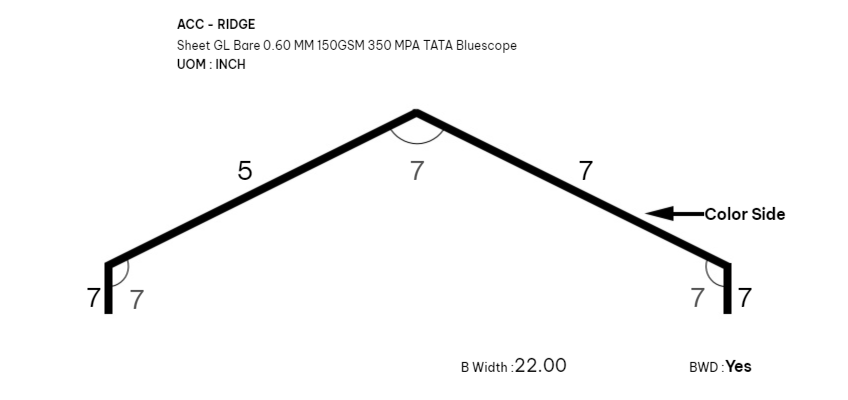 ACC - RIDGE
Sheet GL Bare 0.60 MM 150GSM 350 MPA TATA Bluescope
UOM : INCH
5
7
7
Color Side
7
7
7
7
B Width :22.00
BWD :Yes